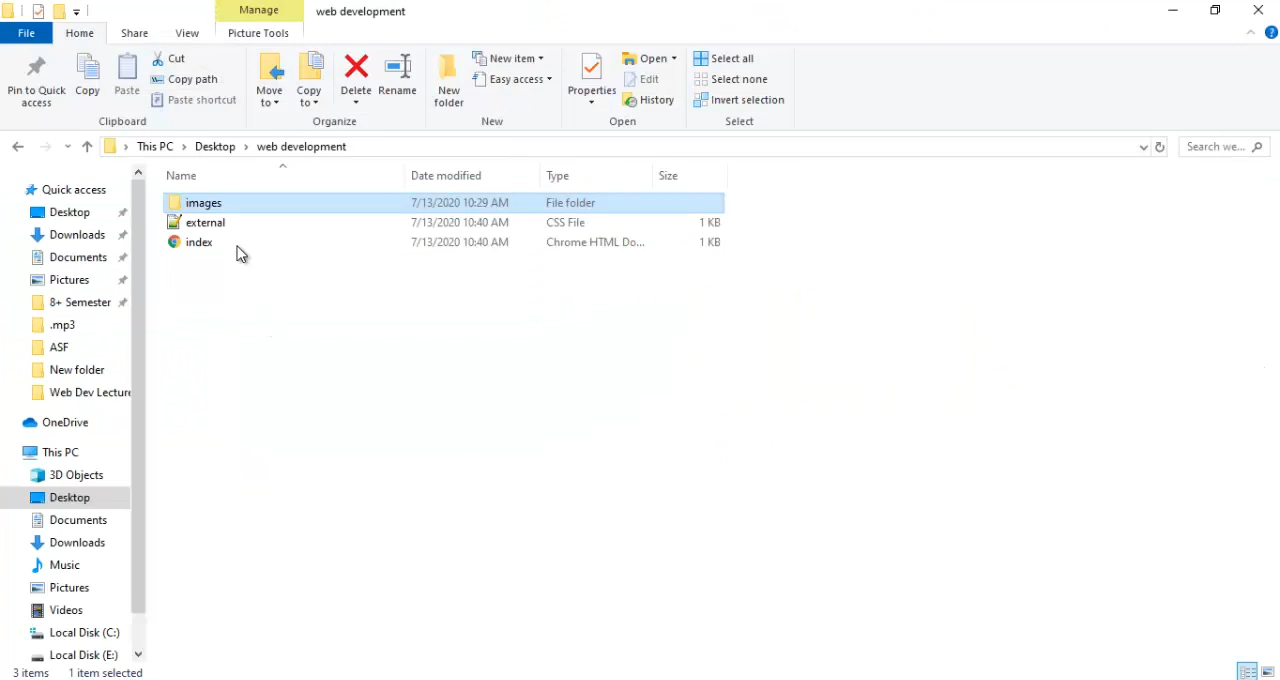 Manage
web development
File
Home
Share
View
Picture Tools
Pin to Quick access
Copy
Paste
Cut
Copy path
Paste shortcut
Clipboard
Move to
Copy to
Delete
Rename
Organize
New folder
New item
Easy access
New
Properties
Open
Edit
History
Open
Select all
Select none
Invert selection
Select
This PC > Desktop > web development
Search we...
Name Date modified Type Size
images 7/13/2020 10:29 AM File folder
external 7/13/2020 10:40 AM CSS File 1 KB
index 7/13/2020 10:40 AM Chrome HTML Do... 1 KB
Quick access
Desktop
Downloads
Documents
Pictures
8+ Semester
.mp3
ASF
New folder
Web Dev Lecture
OneDrive
This PC
3D Objects
Desktop
Documents
Downloads
Music
Pictures
Videos
Local Disk (C:)
Local Disk (E:)
3 items 1 item selected